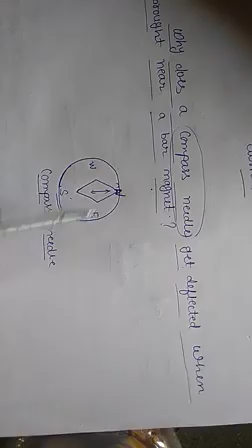 Why does a compass needle get deflected when
brought near a bar magnet?
N
W
S
Compass needle